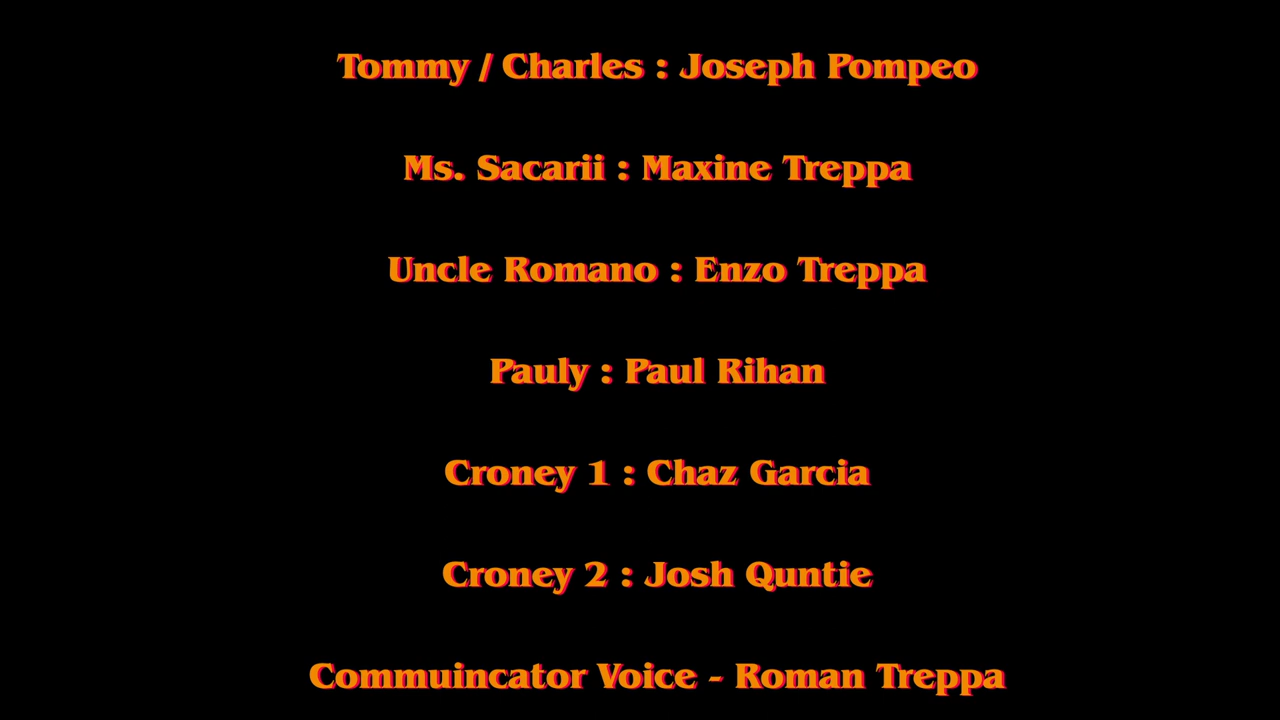 Tommy / Charles : Joseph Pompeo
Ms. Sacarii : Maxine Treppa
Uncle Romano : Enzo Treppa
Pauly : Paul Rihan
Croney 1 : Chaz Garcia
Croney 2 : Josh Quntie
Commuincator Voice - Roman Treppa